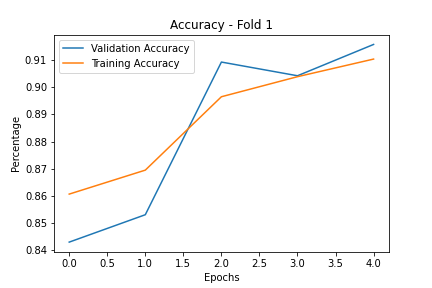 Accuracy - Fold 1
Validation Accuracy
Training Accuracy
Percentage
0.91
0.90
0.89
0.88
0.87
0.86
0.85
0.84
0.0 0.5 1.0 1.5 2.0 2.5 3.0 3.5 4.0
Epochs